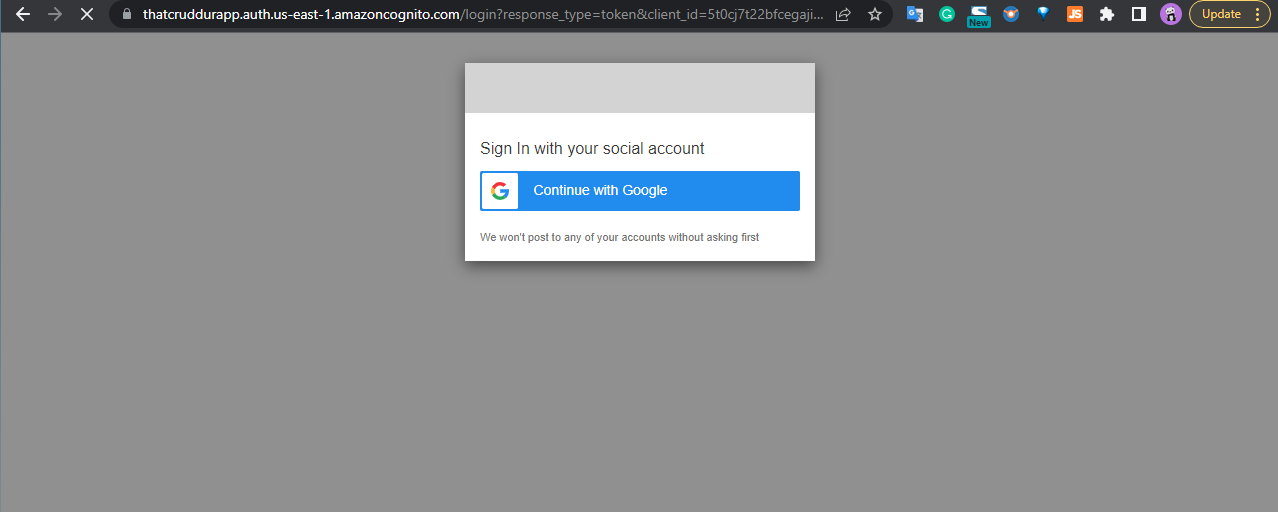 thatcruddurapp.auth.us-east-1.amazoncognito.com/login?response_type=token&client_id=5t0cj7t22bfcegaji...
New
JS
Update
Sign In with your social account
Continue with Google
We won't post to any of your accounts without asking first